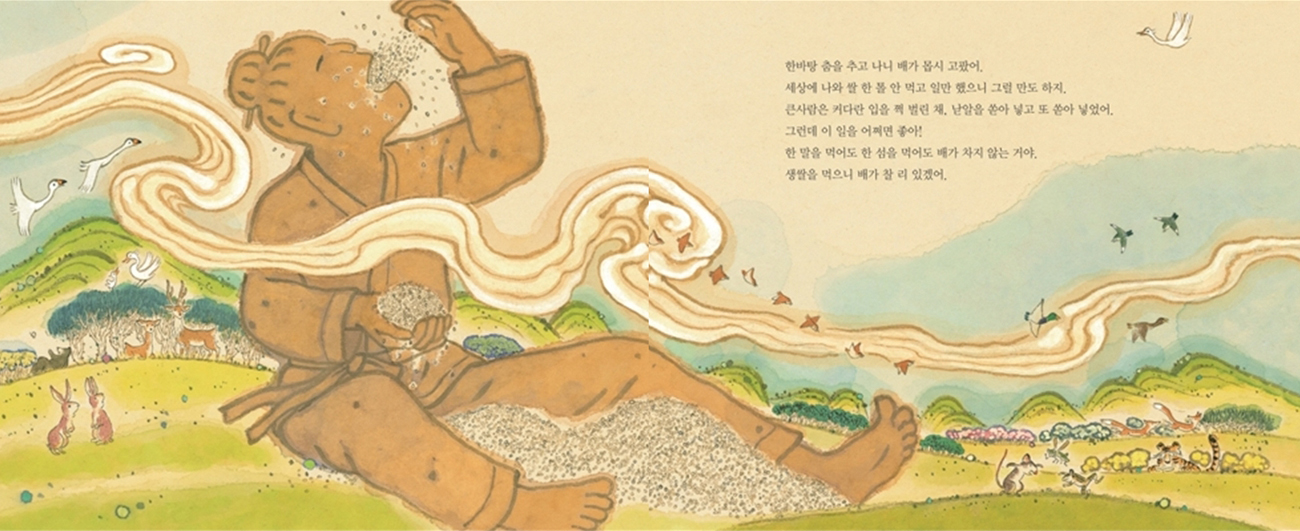 한바탕 춤을 추고 나니 배가 몹시 고팠어.
세상에 나와 쌀 한 톨 안 먹고 일만 했으니 그럴 만도 하지.
큰사람은 커다란 입을 쩍 벌린 채, 낟알을 쏟아 넣고 또 쏟아 넣었어.
그런데 이 일을 어쩌면 좋아!
한 말을 먹어도 한 섬을 먹어도 배가 차지 않는 거야.
생쌀을 먹으니 배가 찰 리 있겠어.